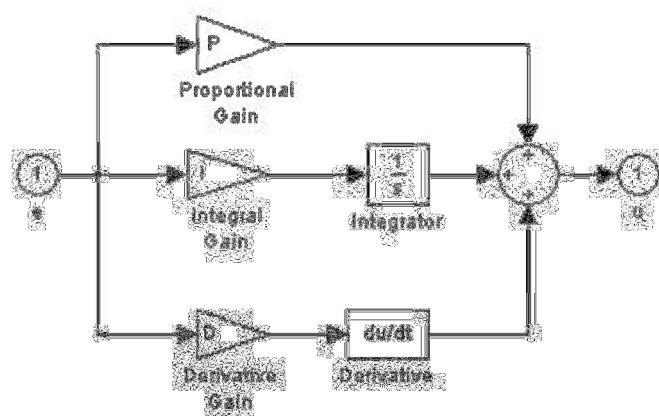 P
Proportional
Gain
1
e
I
Integral
Gain
1
s
Integrator
+
+
+
1
u
D
Derivative
Gain
du/dt
Derivative